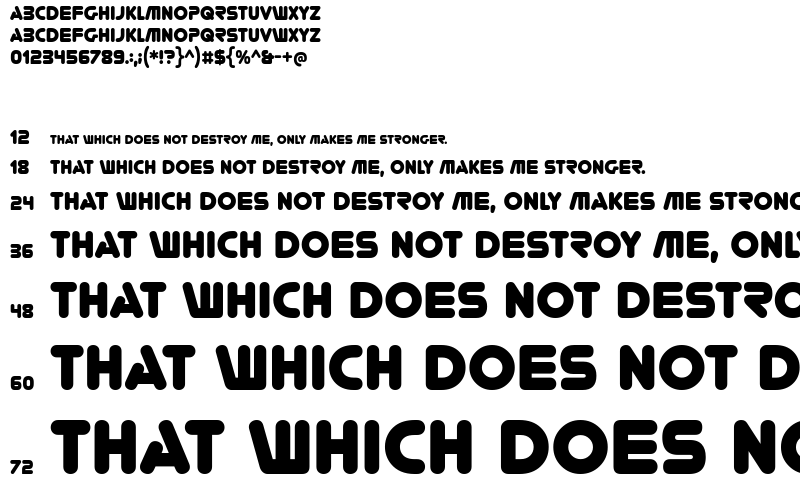 ABCDEFGHIJKLMNOPQRSTUVWXYZ
ABCDEFGHIJKLMNOPQRSTUVWXYZ
0123456789.:,;(*!?}^)#${%^&-+@
12 THAT WHICH DOES NOT DESTROY ME, ONLY MAKES ME STRONGER.
18 THAT WHICH DOES NOT DESTROY ME, ONLY MAKES ME STRONGER.
24 THAT WHICH DOES NOT DESTROY ME, ONLY MAKES ME STRONG
36 THAT WHICH DOES NOT DESTROY ME, ONL
48 THAT WHICH DOES NOT DESTRO
60 THAT WHICH DOES NOT D
72 THAT WHICH DOES NO